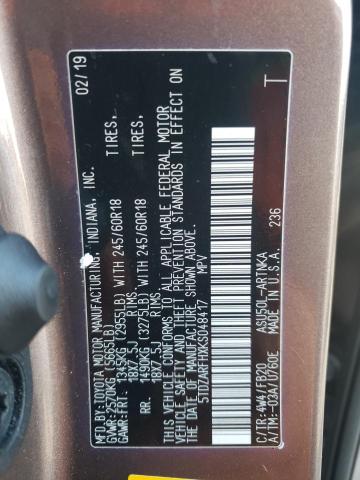 02/19
MFD. BY: TOYOTA MOTOR MANUFACTURING, INDIANA, INC.
GVWR: 2570KG (5665LB)
GAWR: FRT. 1345KG (2955LB) WITH 245/60R18 TIRES,
18X7.5J RIMS
RR. 1490KG (3275LB) WITH 245/60R18 TIRES,
18X7.5J RIMS
THIS VEHICLE CONFORMS TO ALL APPLICABLE FEDERAL MOTOR
VEHICLE SAFETY AND THEFT PREVENTION STANDARDS IN EFFECT ON
THE DATE OF MANUFACTURE SHOWN ABOVE.
5TDZARFHXKS048417 MPV
T
C/TR: 4W4/FB20 ASU50L-ARTNKA
A/TM: -03A/U760E MADE IN U.S.A. 236